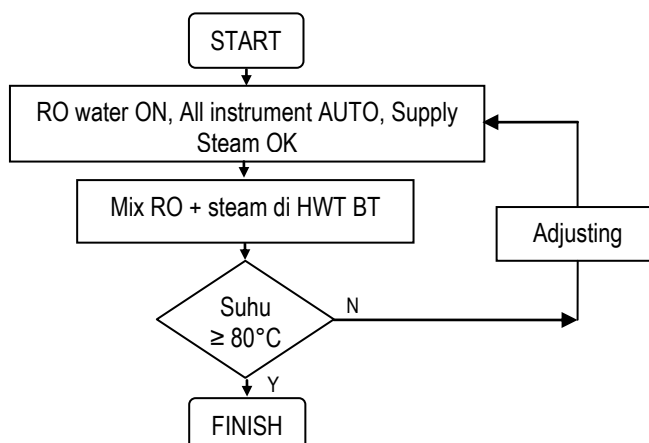 START
RO water ON, All instrument AUTO, Supply
Steam OK
Mix RO + steam di HWT BT
Adjusting
Suhu
≥ 80°C
N
Y
FINISH